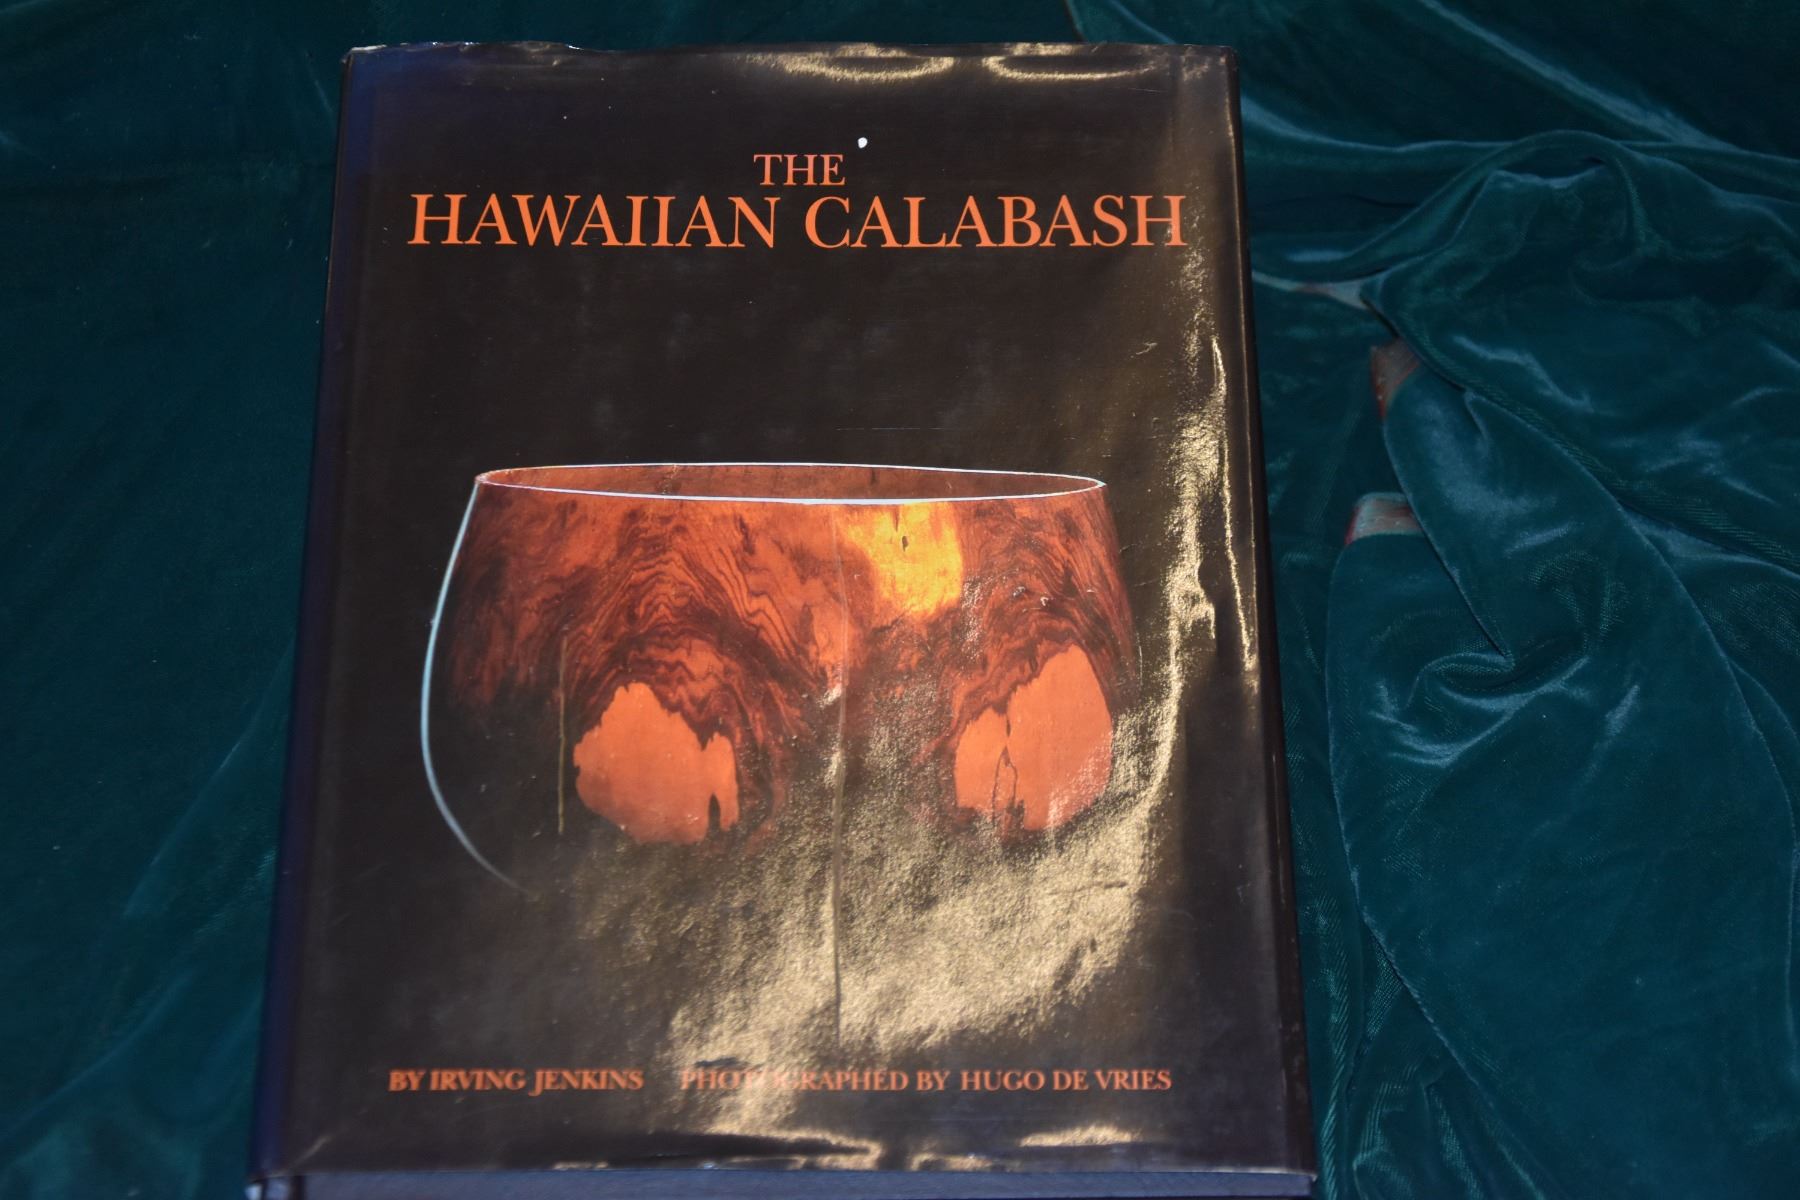 THE
HAWAIIAN CALABASH
BY IRVING JENKINS PHOTOGRAPHED BY HUGO DE VRIES